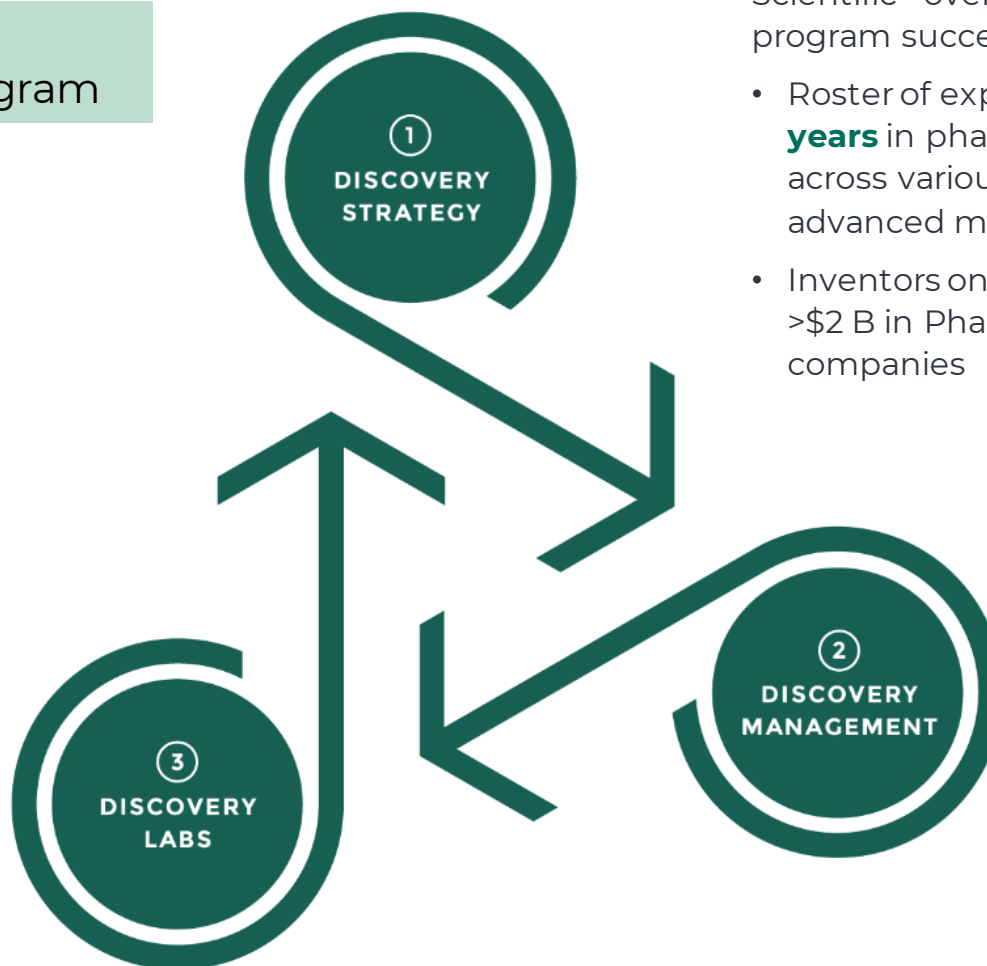 gram
program succe
• Roster of exp
years in pha
across variou
advanced m
• Inventors on
>$2 B in Pha
companies
1
DISCOVERY
STRATEGY
2
DISCOVERY
MANAGEMENT
3
DISCOVERY
LABS